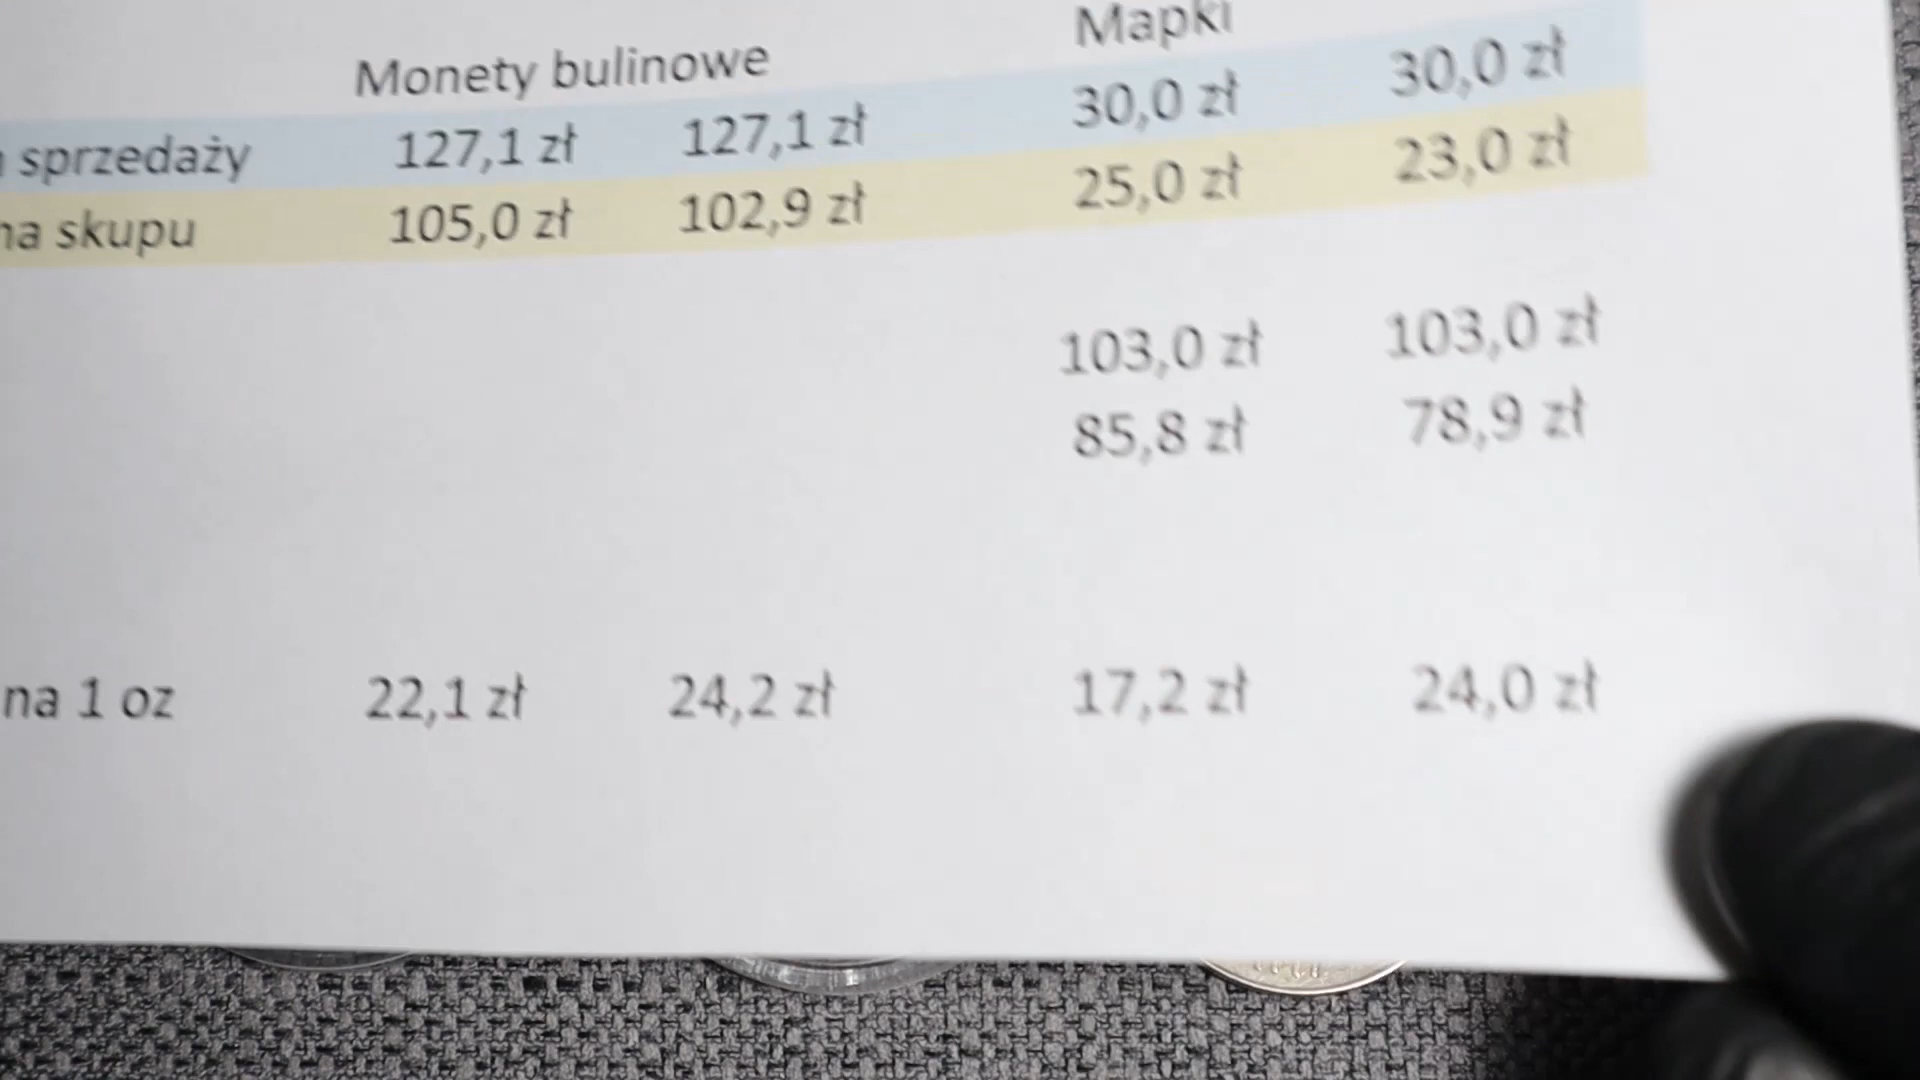 Monety bulinowe Mapki
sprzedaży 127,1 zł 127,1 zł 30,0 zł 30,0 zł
na skupu 105,0 zł 102,9 zł 25,0 zł 23,0 zł
103,0 zł 103,0 zł
85,8 zł 78,9 zł
na 1 oz 22,1 zł 24,2 zł 17,2 zł 24,0 zł